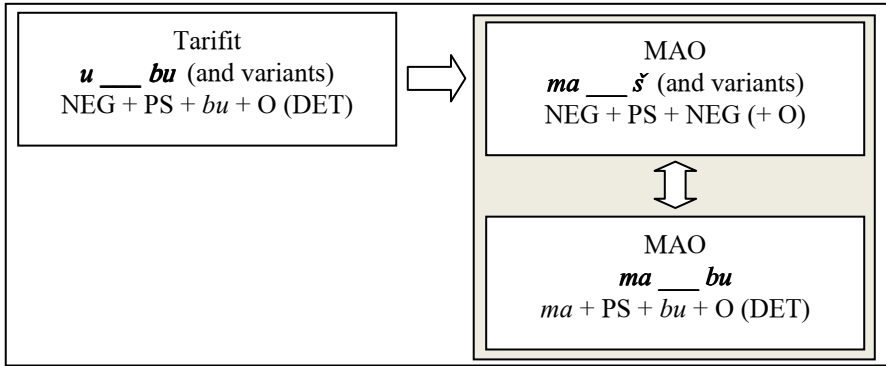 Tarifit
u ___ bu (and variants)
NEG + PS + bu + O (DET)
MAO
ma ___ š (and variants)
NEG + PS + NEG (+ O)
MAO
ma ___ bu
ma + PS + bu + O (DET)